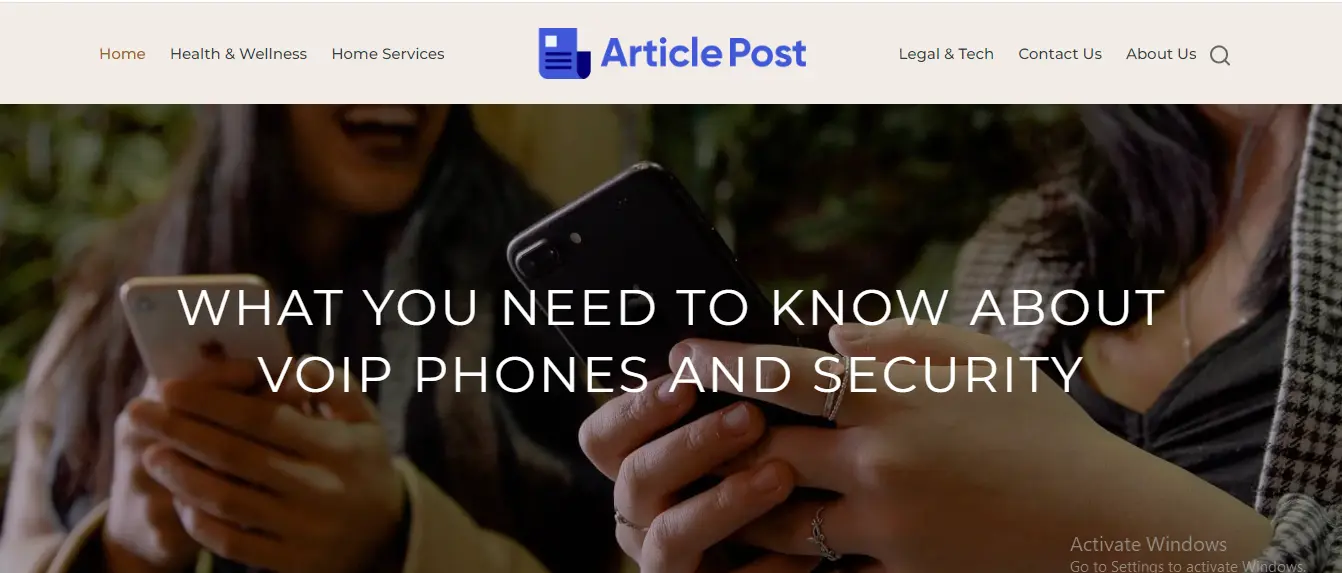 Home Health & Wellness Home Services Article Post Legal & Tech Contact Us About Us
WHAT YOU NEED TO KNOW ABOUT
VOIP PHONES AND SECURITY
Activate Windows
Go to Settings to activate Windows.